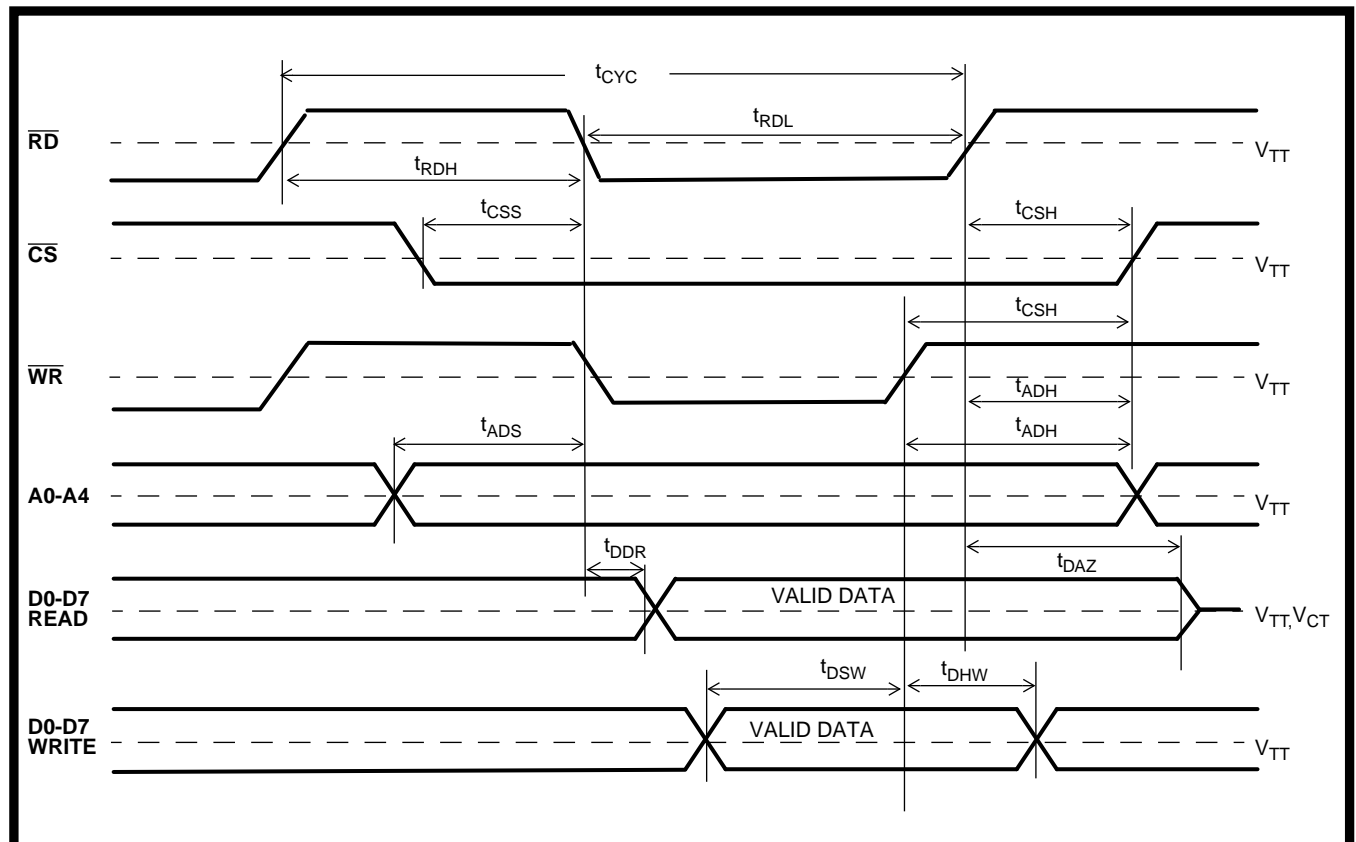 tCYC
tRDL
RD
VTT
tRDH
tCSS
tCSH
CS
VTT
tCSH
WR
VTT
tADH
tADS
tADH
A0-A4
VTT
tDDR
tDAZ
D0-D7
READ
VALID DATA
VTT,VCT
tDSW
tDHW
D0-D7
WRITE
VALID DATA
VTT